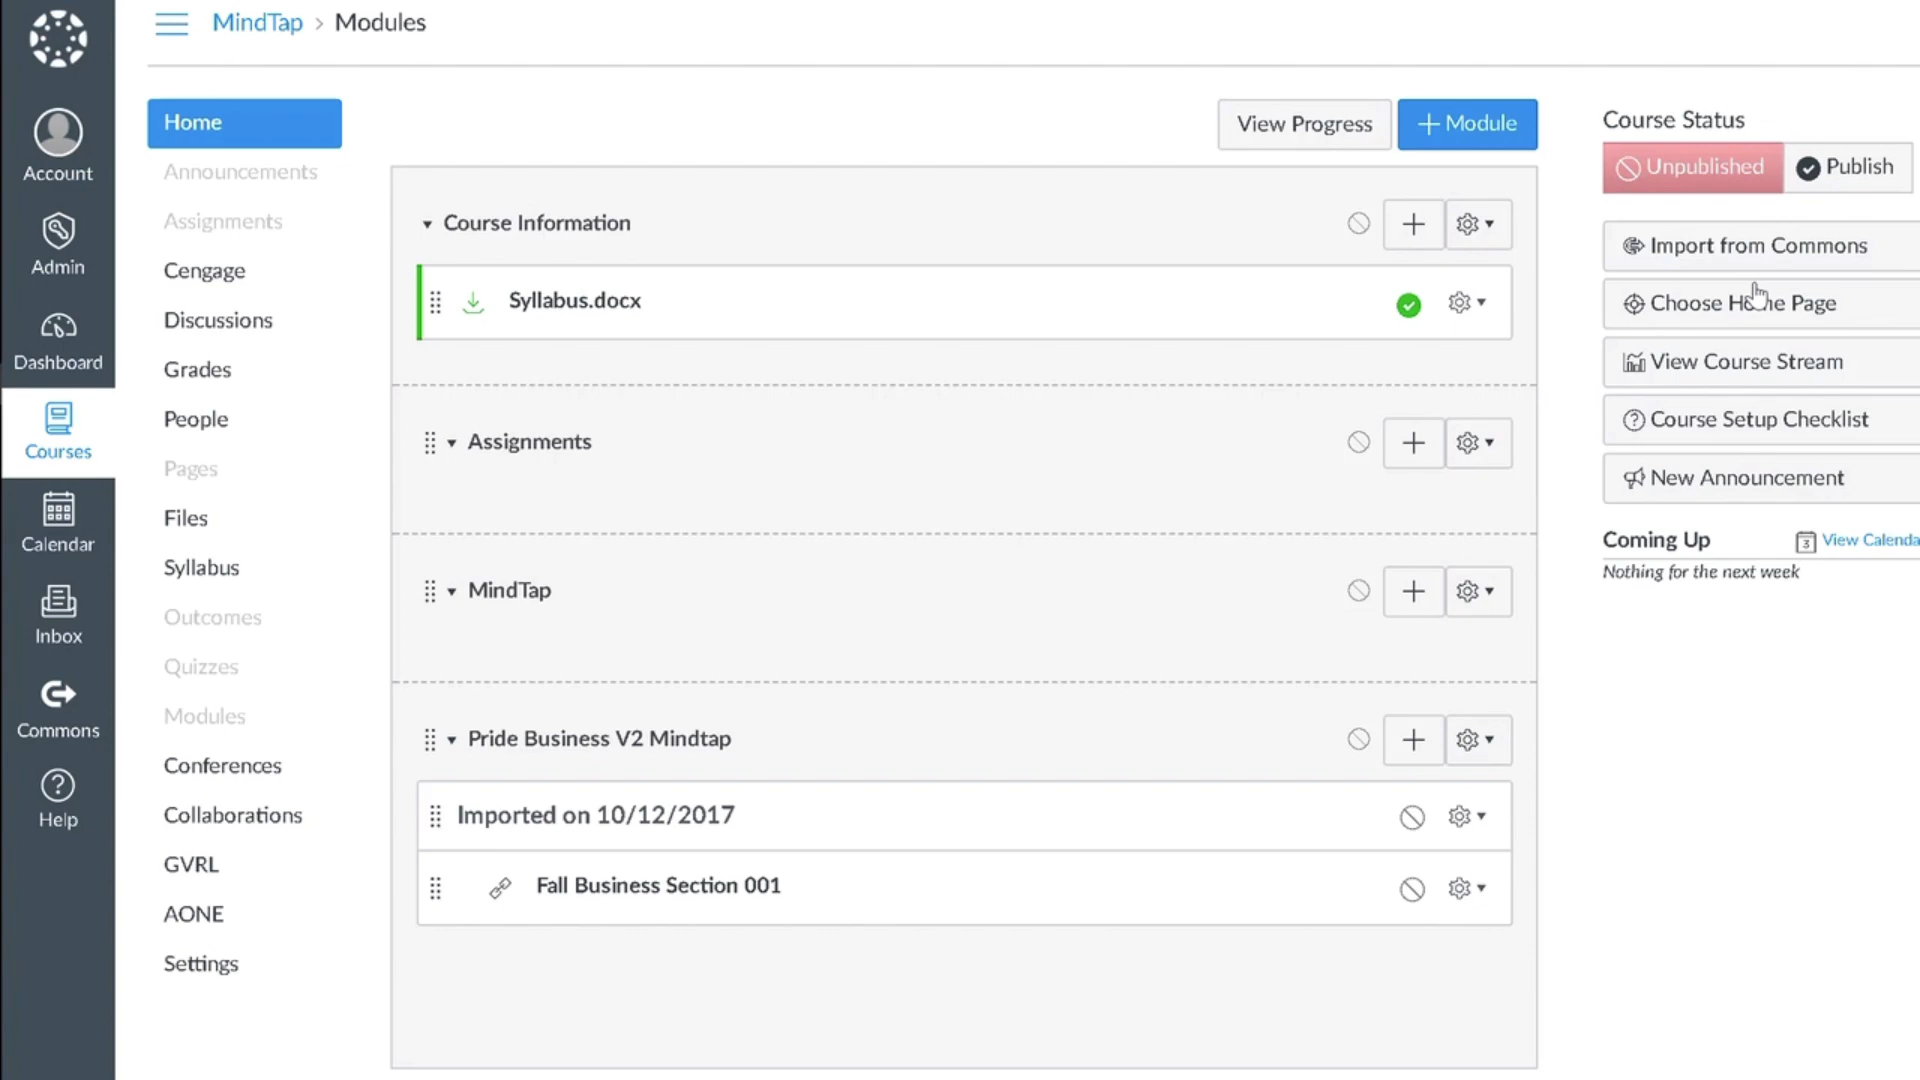 MindTap > Modules
Account
Admin
Dashboard
Courses
Calendar
Inbox
Commons
Help
Home
Announcements
Assignments
Cengage
Discussions
Grades
People
Pages
Files
Syllabus
Outcomes
Quizzes
Modules
Conferences
Collaborations
GVRL
AONE
Settings
View Progress
+ Module
Course Information
Syllabus.docx
Assignments
MindTap
Pride Business V2 Mindtap
Imported on 10/12/2017
Fall Business Section 001
Course Status
Unpublished
Publish
Import from Commons
Choose Home Page
View Course Stream
Course Setup Checklist
New Announcement
Coming Up
3 View Calenda
Nothing for the next week